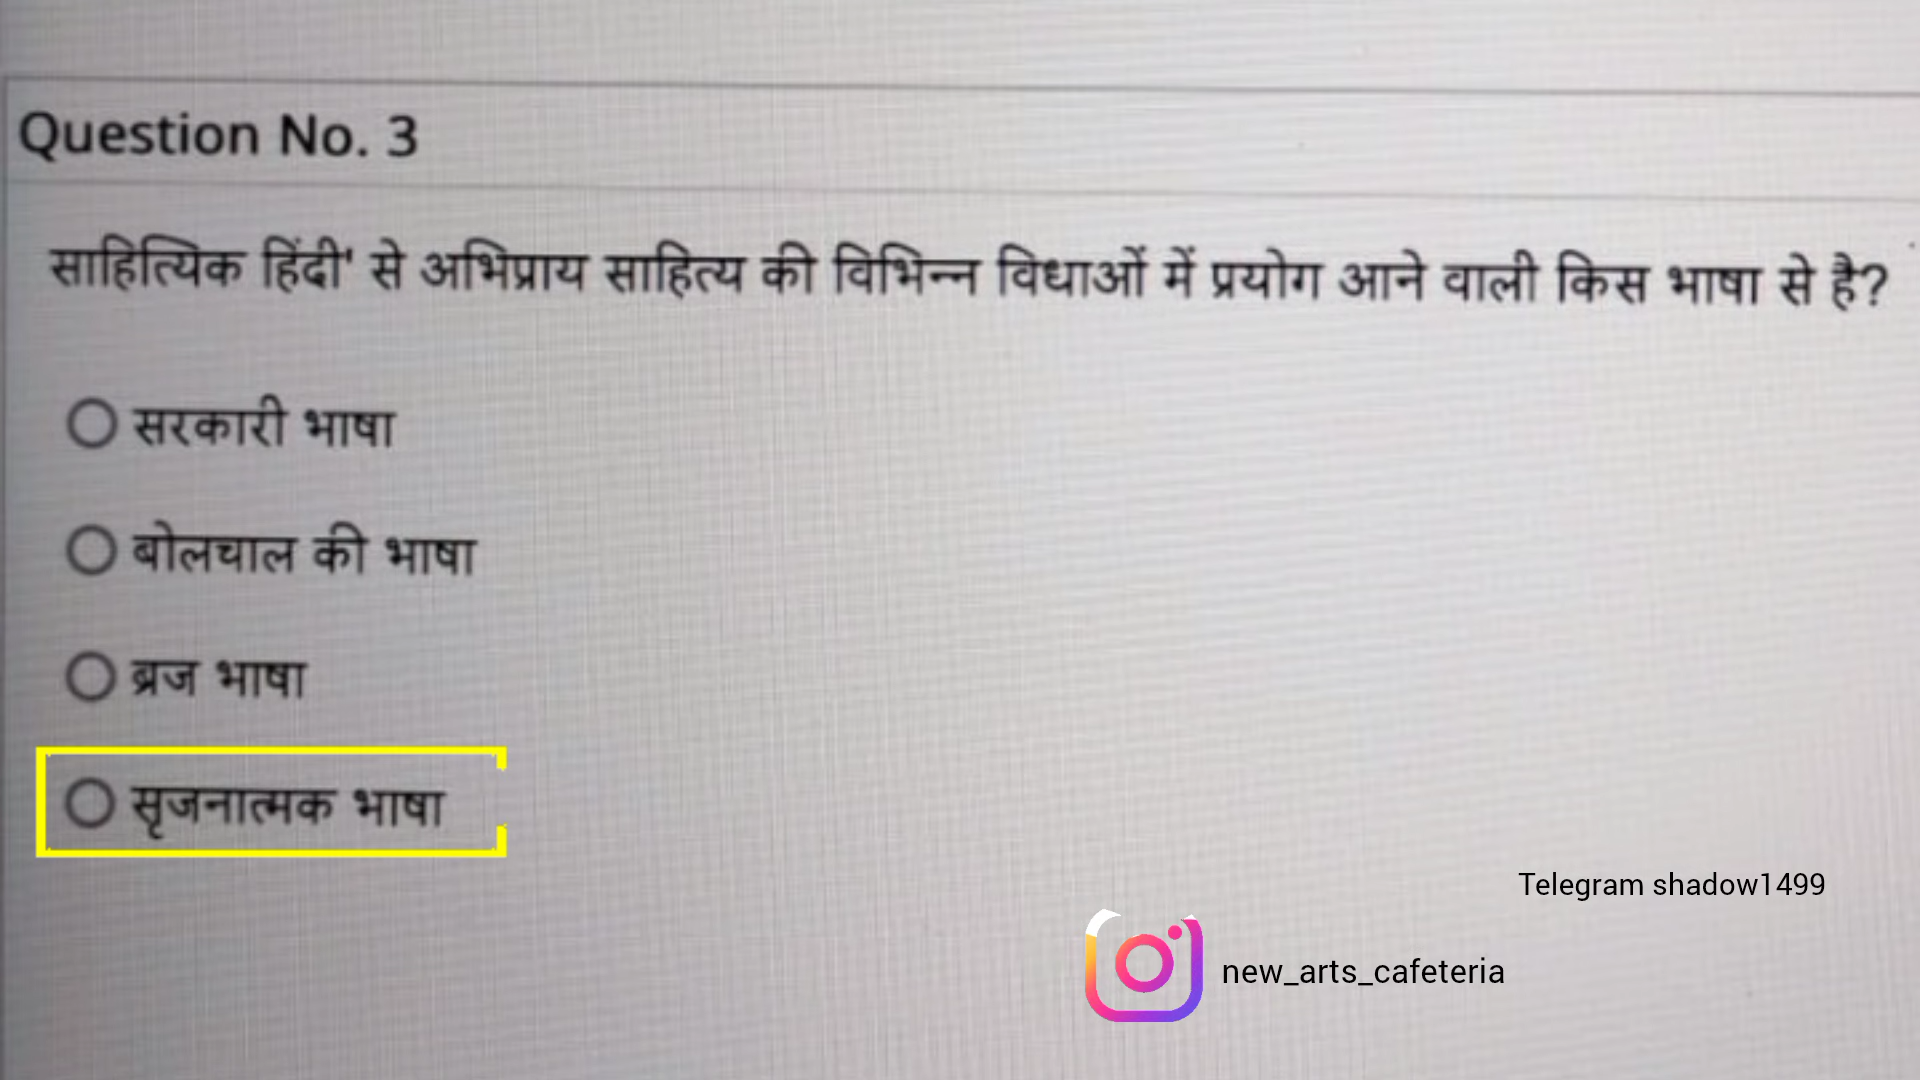 Question No. 3
साहित्यिक हिंदी' से अभिप्राय साहित्य की विभिन्न विधाओं में प्रयोग आने वाली किस भाषा से है?
सरकारी भाषा
बोलचाल की भाषा
ब्रज भाषा
सृजनात्मक भाषा
Telegram shadow1499
new_arts_cafeteria